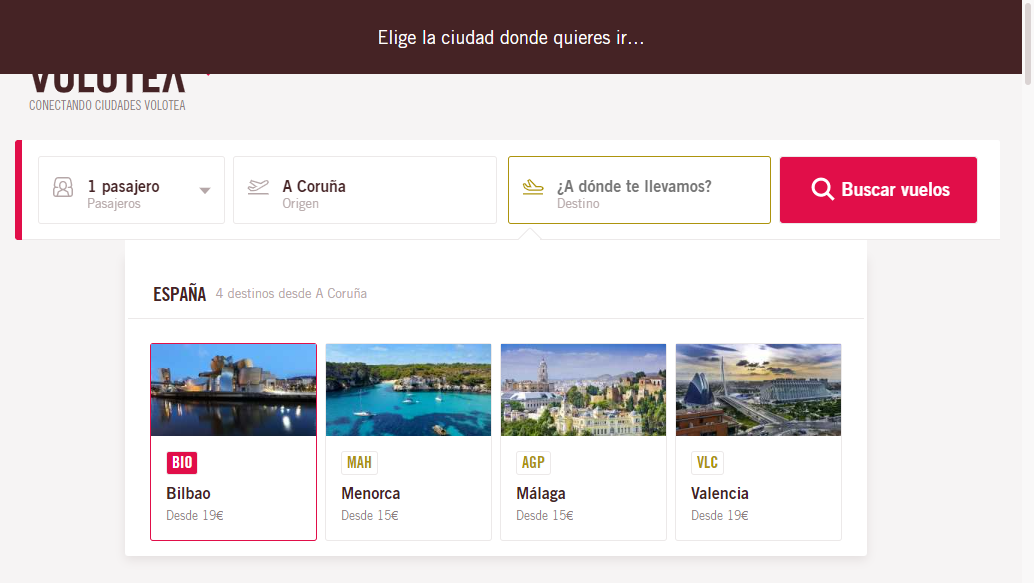 Elige la ciudad donde quieres ir...
VOLOTEA
CONECTANDO CIUDADES VOLOTEA
1 pasajero
Pasajeros
A Coruña
Origen
¿A dónde te llevamos?
Destino
Buscar vuelos
ESPAÑA 4 destinos desde A Coruña
BIO
Bilbao
Desde 19€
MAH
Menorca
Desde 15€
AGP
Málaga
Desde 15€
VLC
Valencia
Desde 19€